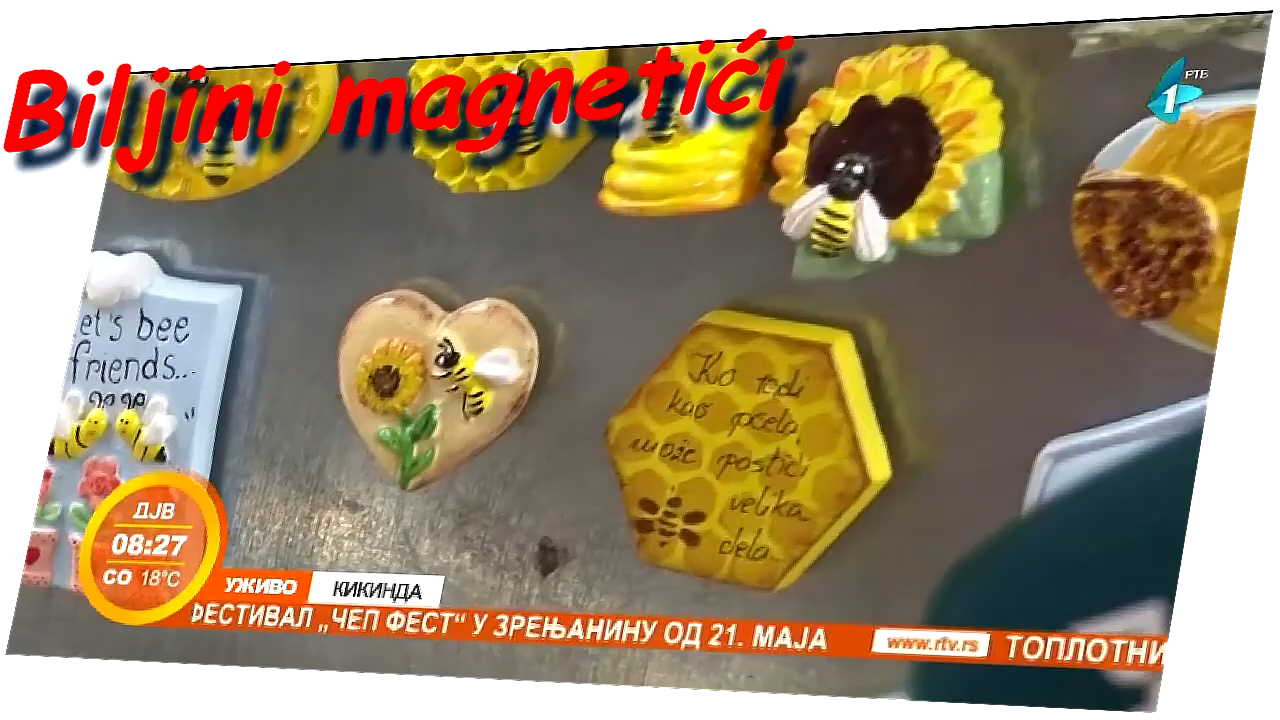 Biljini magnetići
РТВ
1
et's bee
friends...
Ko radi
kao pčela,
može postići
velika
dela
ДЈВ
08:27
СО 18°C
УЖИВО КИКИНДА
ФЕСТИВАЛ „ЧЕП ФЕСТ“ У ЗРЕЊАНИНУ ОД 21. МАЈА www.rtv.rs ТОПЛОТНИ